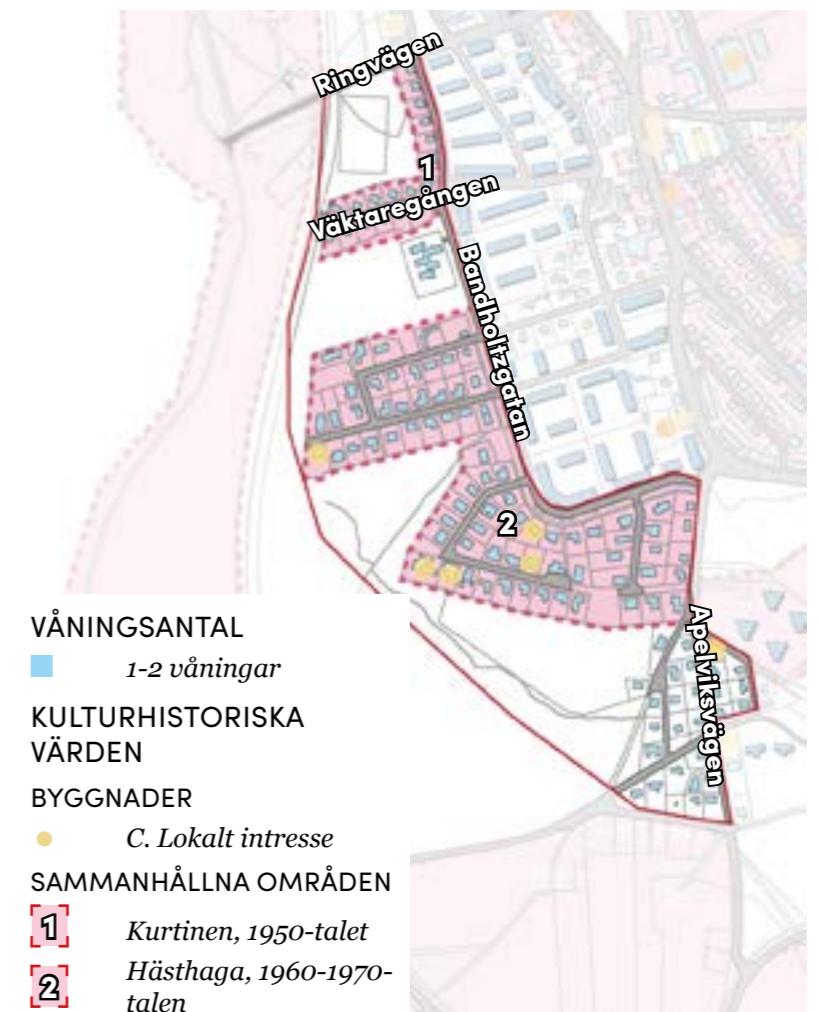 Ringvägen
1
Väktaregången
Bandholtzgatan
2
Apelviksvägen
VÅNINGSANTAL
1-2 våningar
KULTURHISTORISKA
VÄRDEN
BYGGNADER
C. Lokalt intresse
SAMMANHÅLLNA OMRÅDEN
1 Kurtinen, 1950-talet
2 Hästhaga, 1960-1970-
talen